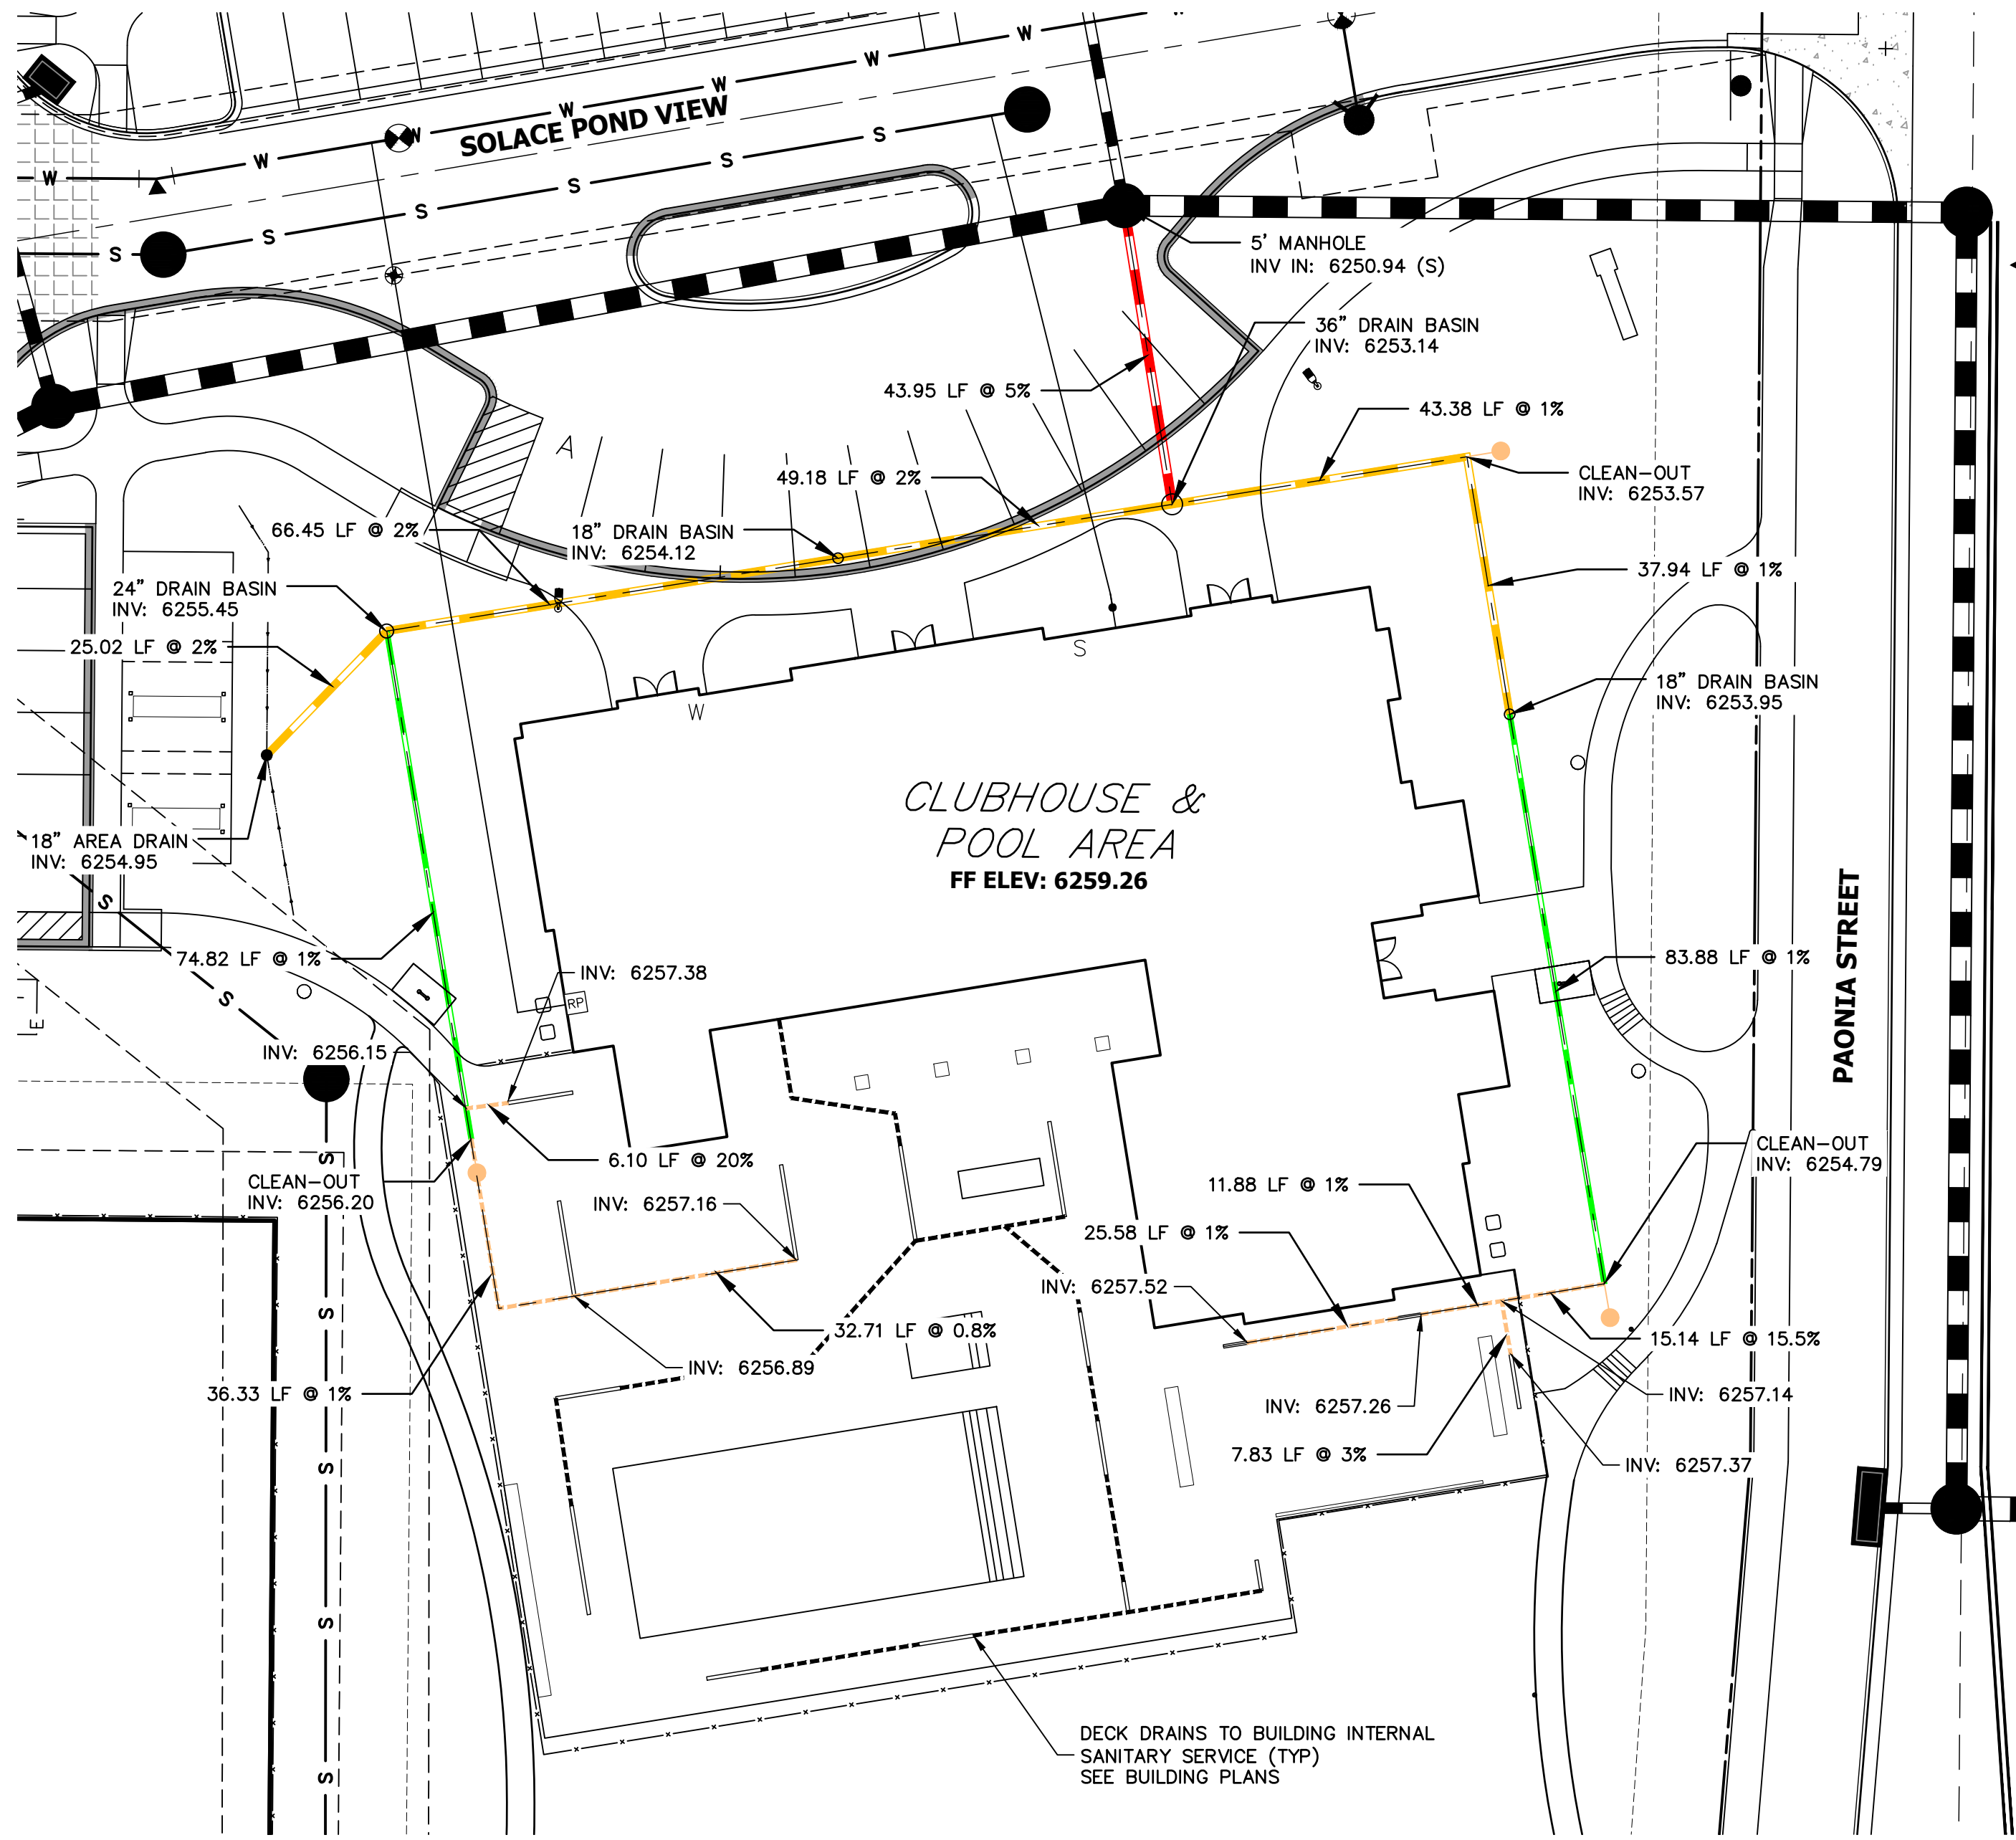 W
W
W
W
W
W
W
W
SOLACE POND VIEW
S
S
S
S
S
S
5' MANHOLE
INV IN: 6250.94 (S)
36" DRAIN BASIN
INV: 6253.14
43.95 LF @ 5%
43.38 LF @ 1%
A
49.18 LF @ 2%
CLEAN-OUT
INV: 6253.57
66.45 LF @ 2%
18" DRAIN BASIN
INV: 6254.12
24" DRAIN BASIN
INV: 6255.45
37.94 LF @ 1%
25.02 LF @ 2%
S
W
18" DRAIN BASIN
INV: 6253.95
CLUBHOUSE &
POOL AREA
FF ELEV: 6259.26
18" AREA DRAIN
INV: 6254.95
S
PAONIA STREET
74.82 LF @ 1%
INV: 6257.38
83.88 LF @ 1%
S
RP
E
INV: 6256.15
S
6.10 LF @ 20%
CLEAN-OUT
INV: 6254.79
CLEAN-OUT
INV: 6256.20
INV: 6257.16
11.88 LF @ 1%
25.58 LF @ 1%
INV: 6257.52
S
32.71 LF @ 0.8%
15.14 LF @ 15.5%
INV: 6256.89
36.33 LF @ 1%
INV: 6257.14
INV: 6257.26
7.83 LF @ 3%
INV: 6257.37
S
S
DECK DRAINS TO BUILDING INTERNAL
SANITARY SERVICE (TYP)
SEE BUILDING PLANS
S